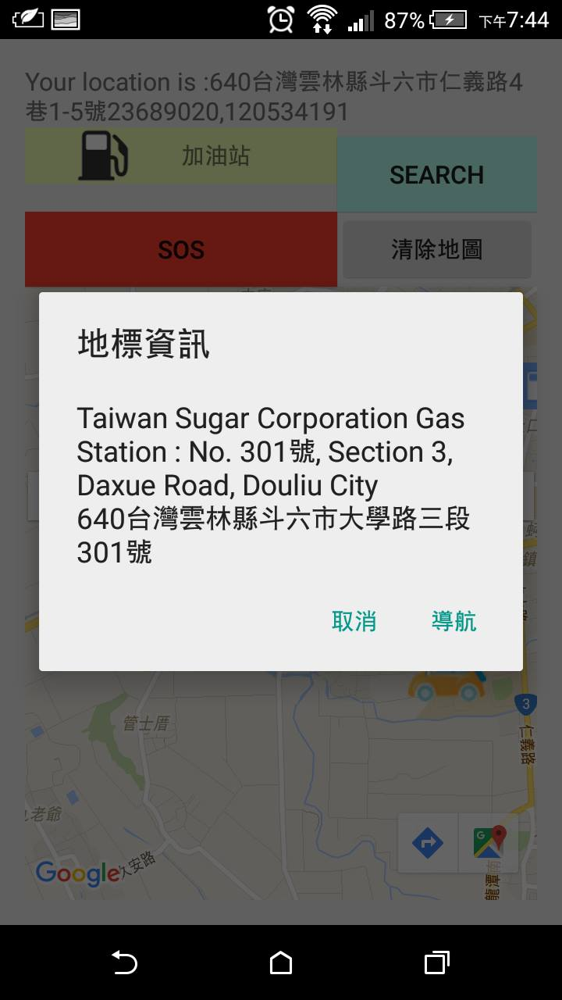 87% 下午7:44
Your location is :640台灣雲林縣斗六市仁義路4
巷1-5號23689020,120534191
加油站
SEARCH
SOS
清除地圖
地標資訊
Taiwan Sugar Corporation Gas
Station : No. 301號, Section 3,
Daxue Road, Douliu City
640台灣雲林縣斗六市大學路三段
301號
取消
導航
鎮
3
管士厝
仁義路
老爺
G
Google
久安路
龍潭南